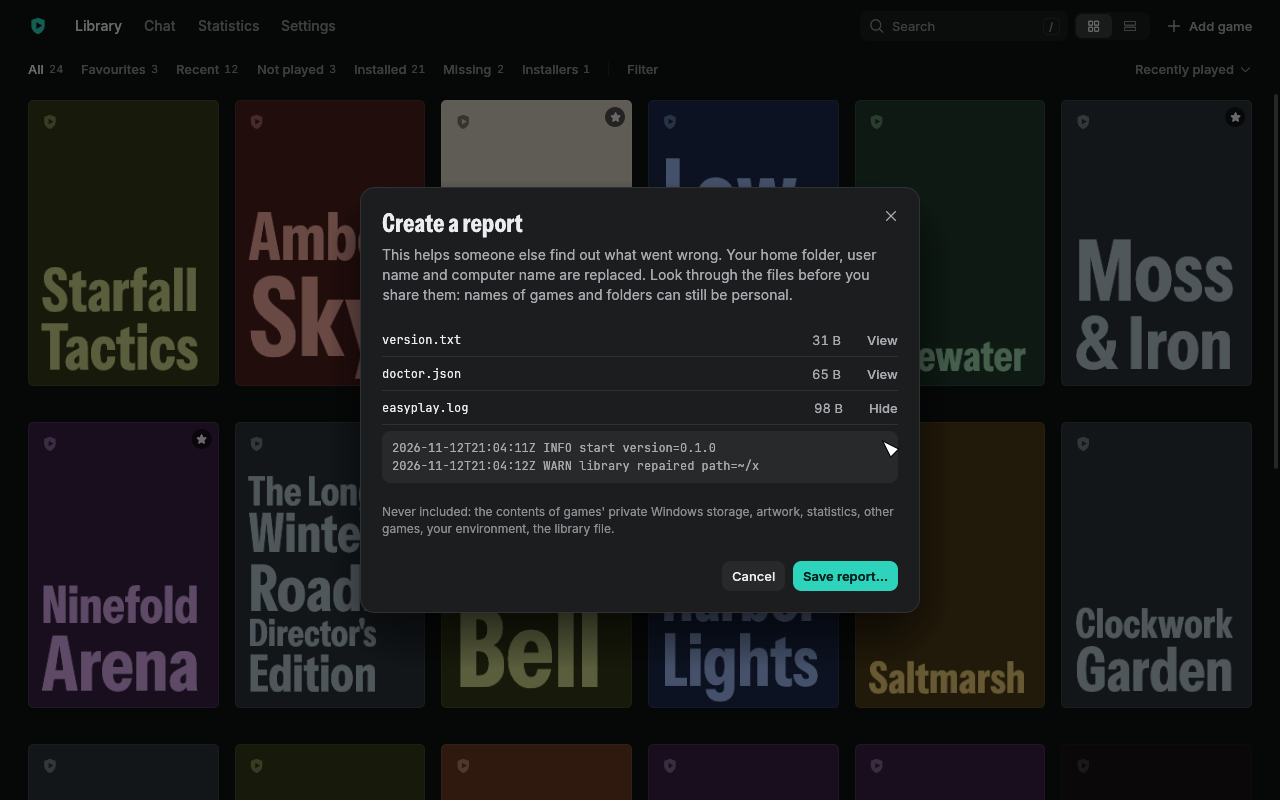 Library Chat Statistics Settings Search / Add game
All 24 Favourites 3 Recent 12 Not played 3 Installed 21 Missing 2 Installers 1 Filter Recently played
Starfall
Tactics
Low
Moss
& Iron
Create a report
This helps someone else find out what went wrong. Your home folder, user
name and computer name are replaced. Look through the files before you
share them: names of games and folders can still be personal.
version.txt 31 B View
doctor.json 65 B View
easyplay.log 98 B Hide
2026-11-12T21:04:11Z INFO start version=0.1.0
2026-11-12T21:04:12Z WARN library repaired path=~/x
Never included: the contents of games' private Windows storage, artwork, statistics, other
games, your environment, the library file.
Cancel Save report...
Ninefold
Arena
The Long
Winter
Road
Director's
Edition
Bell
Harbor
Lights
Saltmarsh
Clockwork
Garden